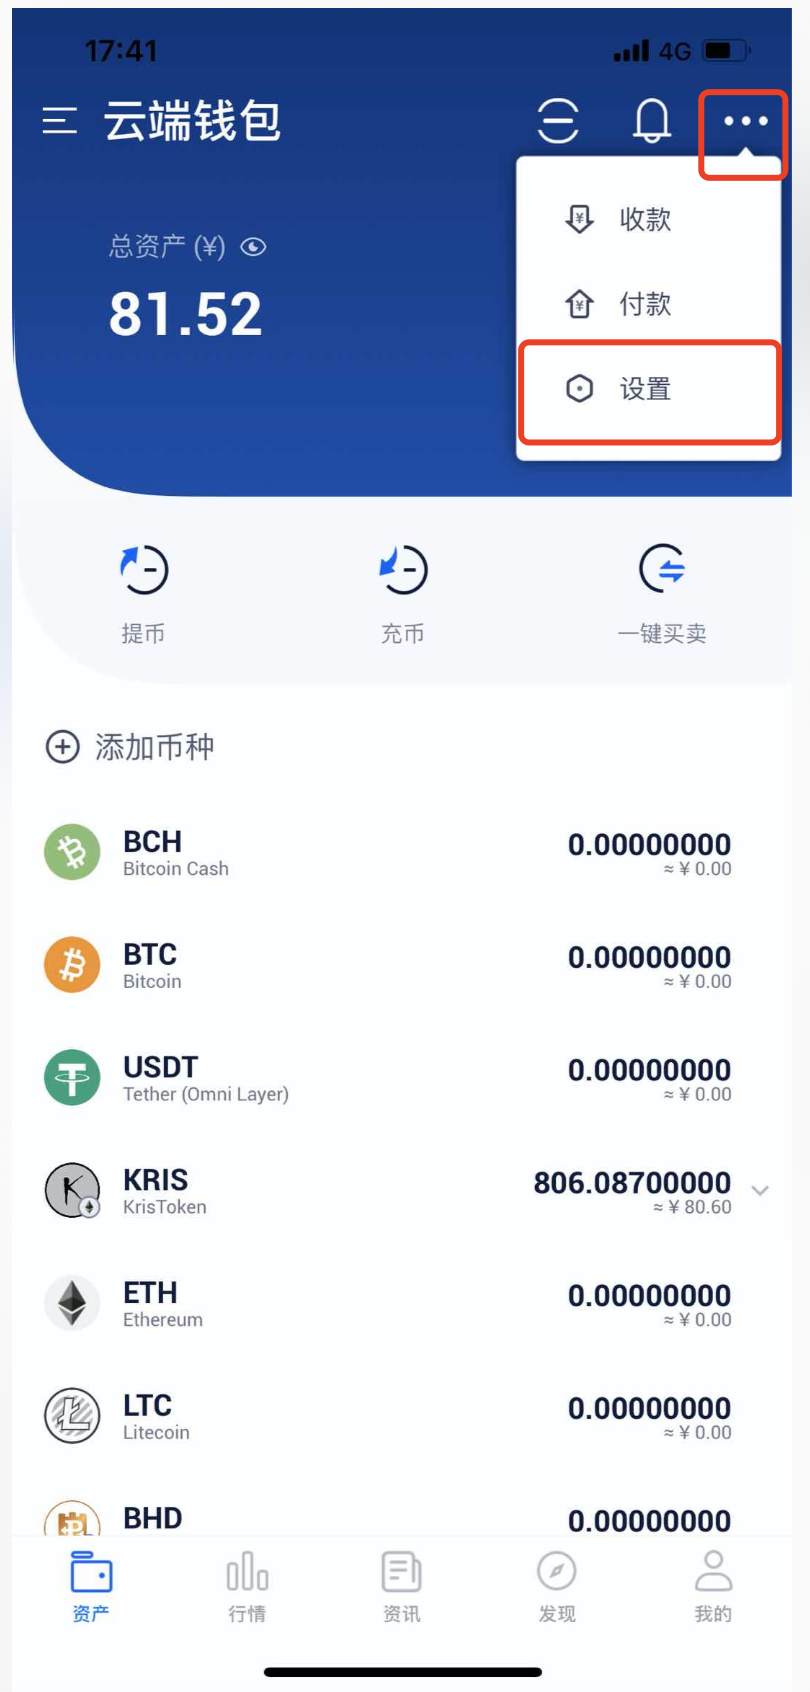 17:41 4G
云端钱包
收款
总资产 (¥)
付款
81.52
设置
提币 充币 一键买卖
添加币种
BCH 0.00000000
Bitcoin Cash ≈ ¥ 0.00
BTC 0.00000000
Bitcoin ≈ ¥ 0.00
USDT 0.00000000
Tether (Omni Layer) ≈ ¥ 0.00
KRIS 806.08700000
KrisToken ≈ ¥ 80.60
ETH 0.00000000
Ethereum ≈ ¥ 0.00
LTC 0.00000000
Litecoin ≈ ¥ 0.00
BHD 0.00000000
资产 行情 资讯 发现 我的